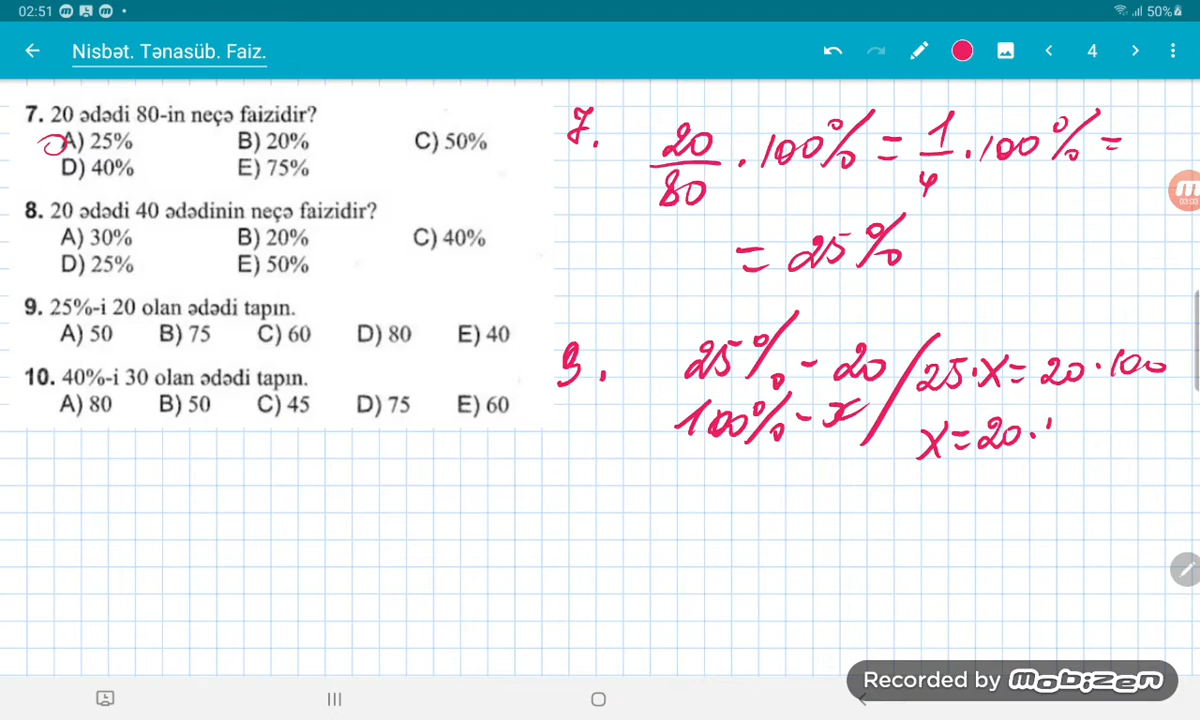 02:51
50%
Nisbət. Tənasüb. Faiz.
4
7. 20 ədədi 80-in neçə faizidir?
A) 25% B) 20% C) 50%
D) 40% E) 75%
8. 20 ədədi 40 ədədinin neçə faizidir?
A) 30% B) 20% C) 40%
D) 25% E) 50%
9. 25%-i 20 olan ədədi tapın.
A) 50 B) 75 C) 60 D) 80 E) 40
10. 40%-i 30 olan ədədi tapın.
A) 80 B) 50 C) 45 D) 75 E) 60
7. 20/80 · 100% = 1/4 · 100% =
= 25%
9. 25% - 20 / 25·x = 20·100
100% - x / x = 20·
03:03
Recorded by Mobizen